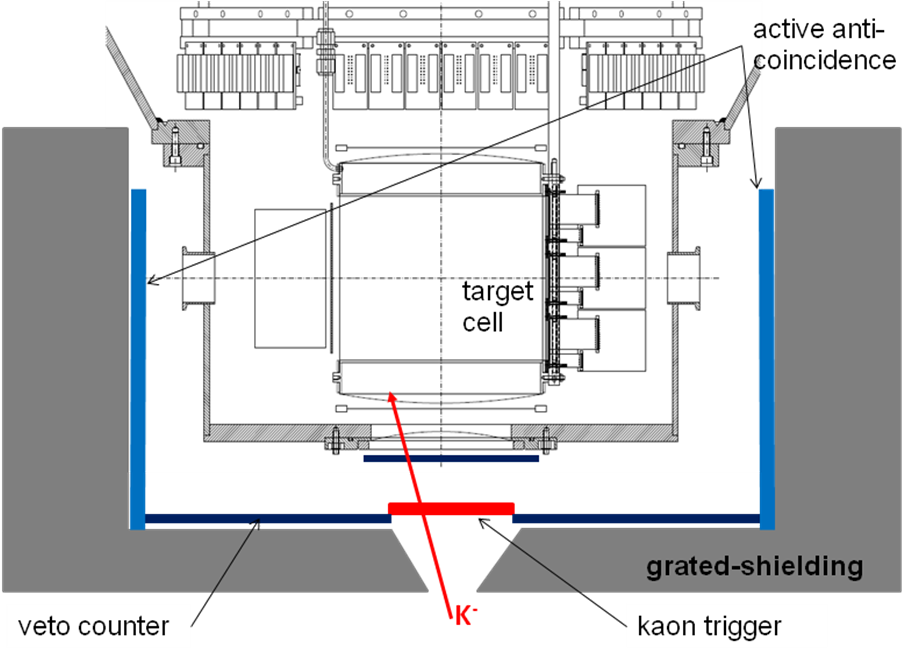 active anti-
coincidence
target
cell
grated-shielding
K-
veto counter
kaon trigger